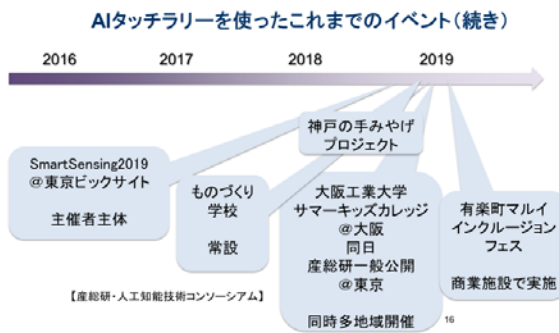 AIタッチラリーを使ったこれまでのイベント（続き）
2016
2017
2018
2019
神戸の手みやげ
プロジェクト
SmartSensing2019
@東京ビックサイト
主催者主体
ものづくり
学校
常設
大阪工業大学
サマーキッズカレッジ
@大阪
同日
産総研一般公開
@東京
同時多地域開催
有楽町マルイ
インクルージョン
フェス
商業施設で実施
【産総研・人工知能技術コンソーシアム】
16